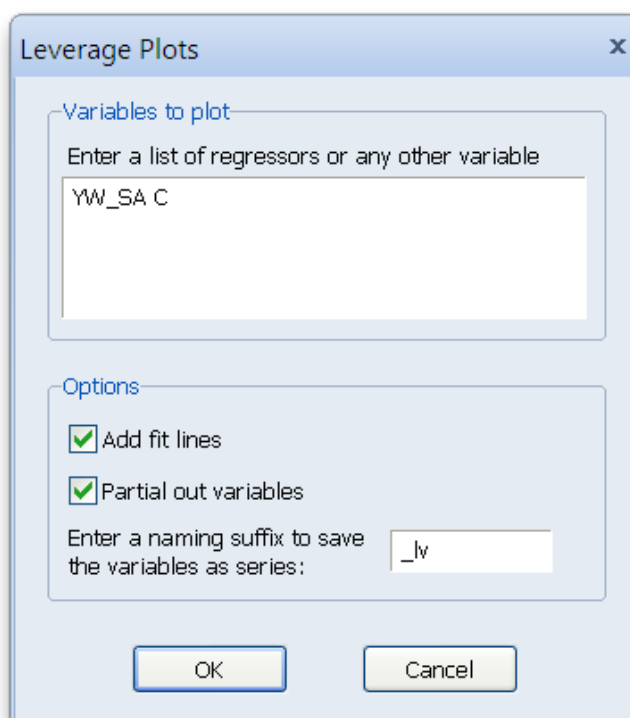 Leverage Plots
x
Variables to plot
Enter a list of regressors or any other variable
YW_SA C
Options
Add fit lines
Partial out variables
Enter a naming suffix to save
the variables as series:
_lv
OK
Cancel